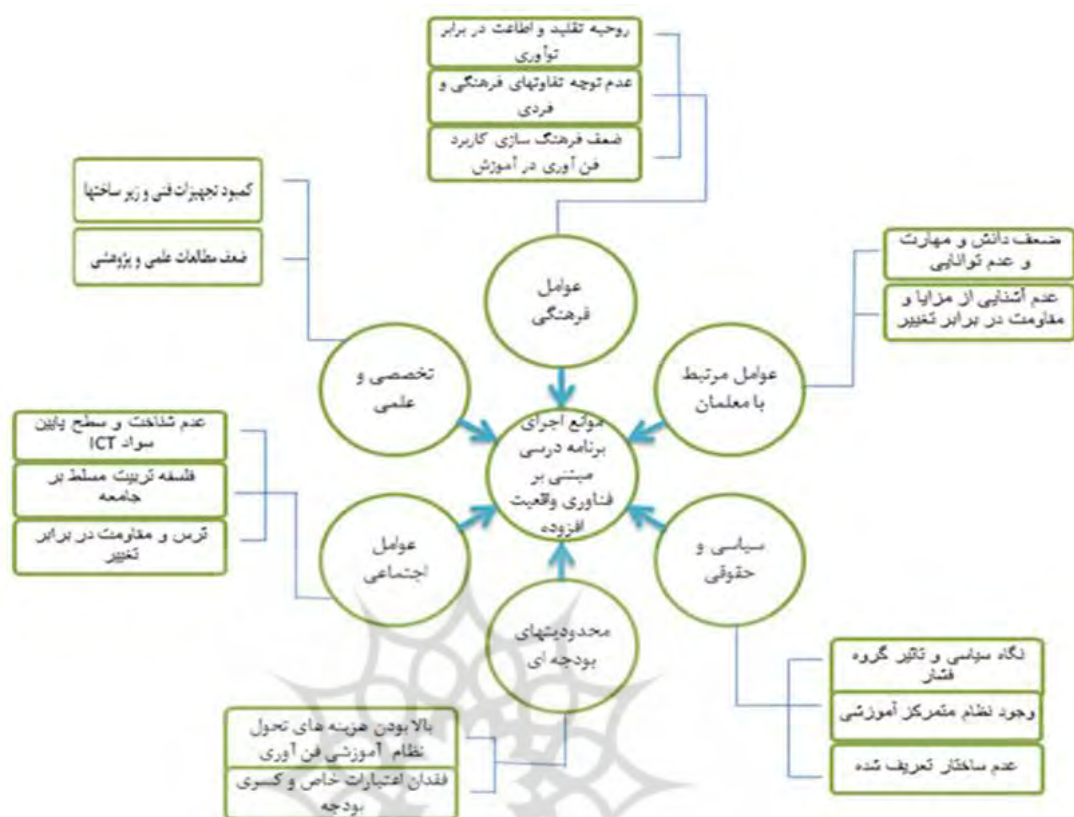 روحیه تقلید و اطاعت در برابر
نوآوری
عدم توجه تفاوتهای فرهنگی و
فردی
ضعف فرهنگ سازی کاربرد
فن آوری در آموزش
کمبود تجهیزات فنی و زیر ساختها
ضعف مطالعات علمی و پژوهشی
ضعف دانش و مهارت
و عدم توانایی
عدم آشنایی از مزایا و
مقاومت در برابر تغییر
عوامل
فرهنگی
تخصصی و
علمی
عوامل مرتبط
با معلمان
موانع اجرای
برنامه درسی
مبتنی بر
فناوری واقعیت
افزوده
عدم شناخت و سطح پایین
سواد ICT
فلسفه تربیت مسلط بر
جامعه
ترس و مقاومت در برابر
تغییر
عوامل
اجتماعی
سیاسی و
حقوقی
محدودیتهای
بودجه ای
نگاه سیاسی و تاثیر گروه
فشار
وجود نظام متمرکز آموزشی
عدم ساختار تعریف شده
بالا بودن هزینه های تحول
نظام آموزشی فن آوری
فقدان اعتبارات خاص و کسری
بودجه